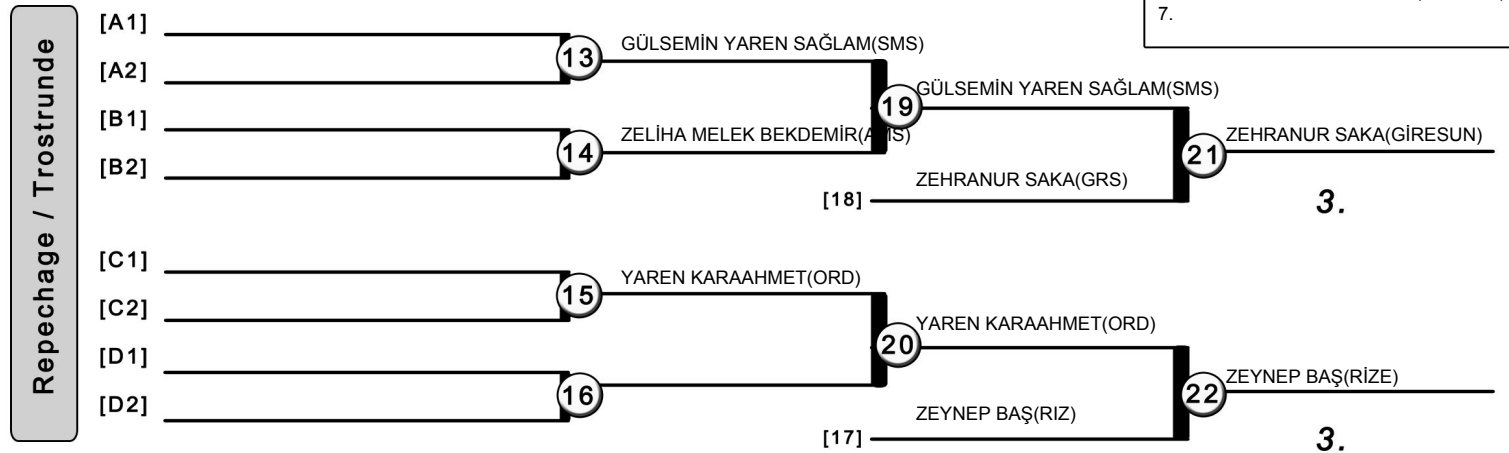 7.
Repechage / Trostrunde
[A1]
[A2]
13
GÜLSEMİN YAREN SAĞLAM(SMS)
[B1]
[B2]
14
ZELİHA MELEK BEKDEMİR(AMS)
19
GÜLSEMİN YAREN SAĞLAM(SMS)
[18]
ZEHRANUR SAKA(GRS)
21
ZEHRANUR SAKA(GİRESUN)
3.
[C1]
[C2]
15
YAREN KARAAHMET(ORD)
[D1]
[D2]
16
20
YAREN KARAAHMET(ORD)
[17]
ZEYNEP BAŞ(RIZ)
22
ZEYNEP BAŞ(RİZE)
3.